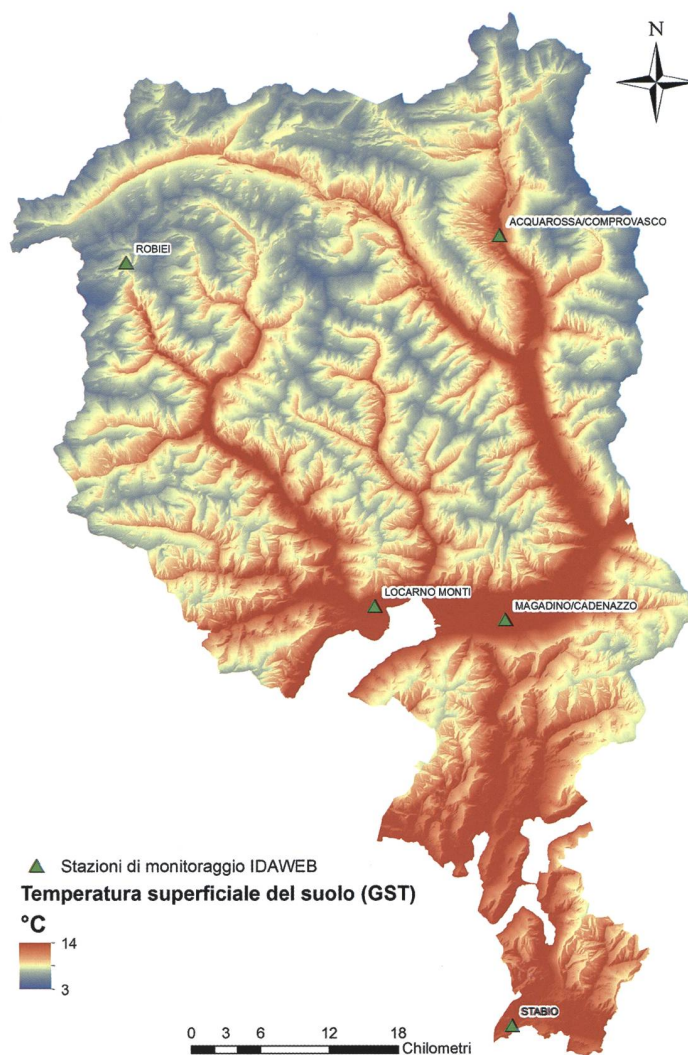 N
ACQUAROSSA/COMPROVASCO
ROBIEI
LOCARNO MONTI
MAGADINO/CADENAZZO
Stazioni di monitoraggio IDAWEB
Temperatura superficiale del suolo (GST)
°C
14
3
STABIO
0 3 6 12 18
Chilometri